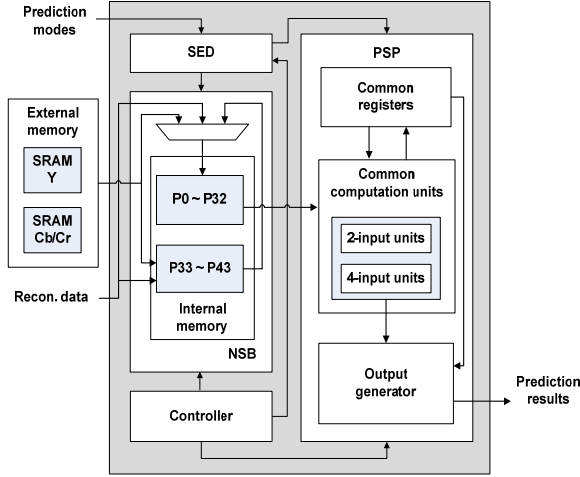 Prediction
modes
SED
PSP
Common
registers
External
memory
SRAM
Y
SRAM
Cb/Cr
P0 ~ P32
P33 ~ P43
Internal
memory
NSB
Common
computation units
2-input units
4-input units
Recon. data
Controller
Output
generator
Prediction
results